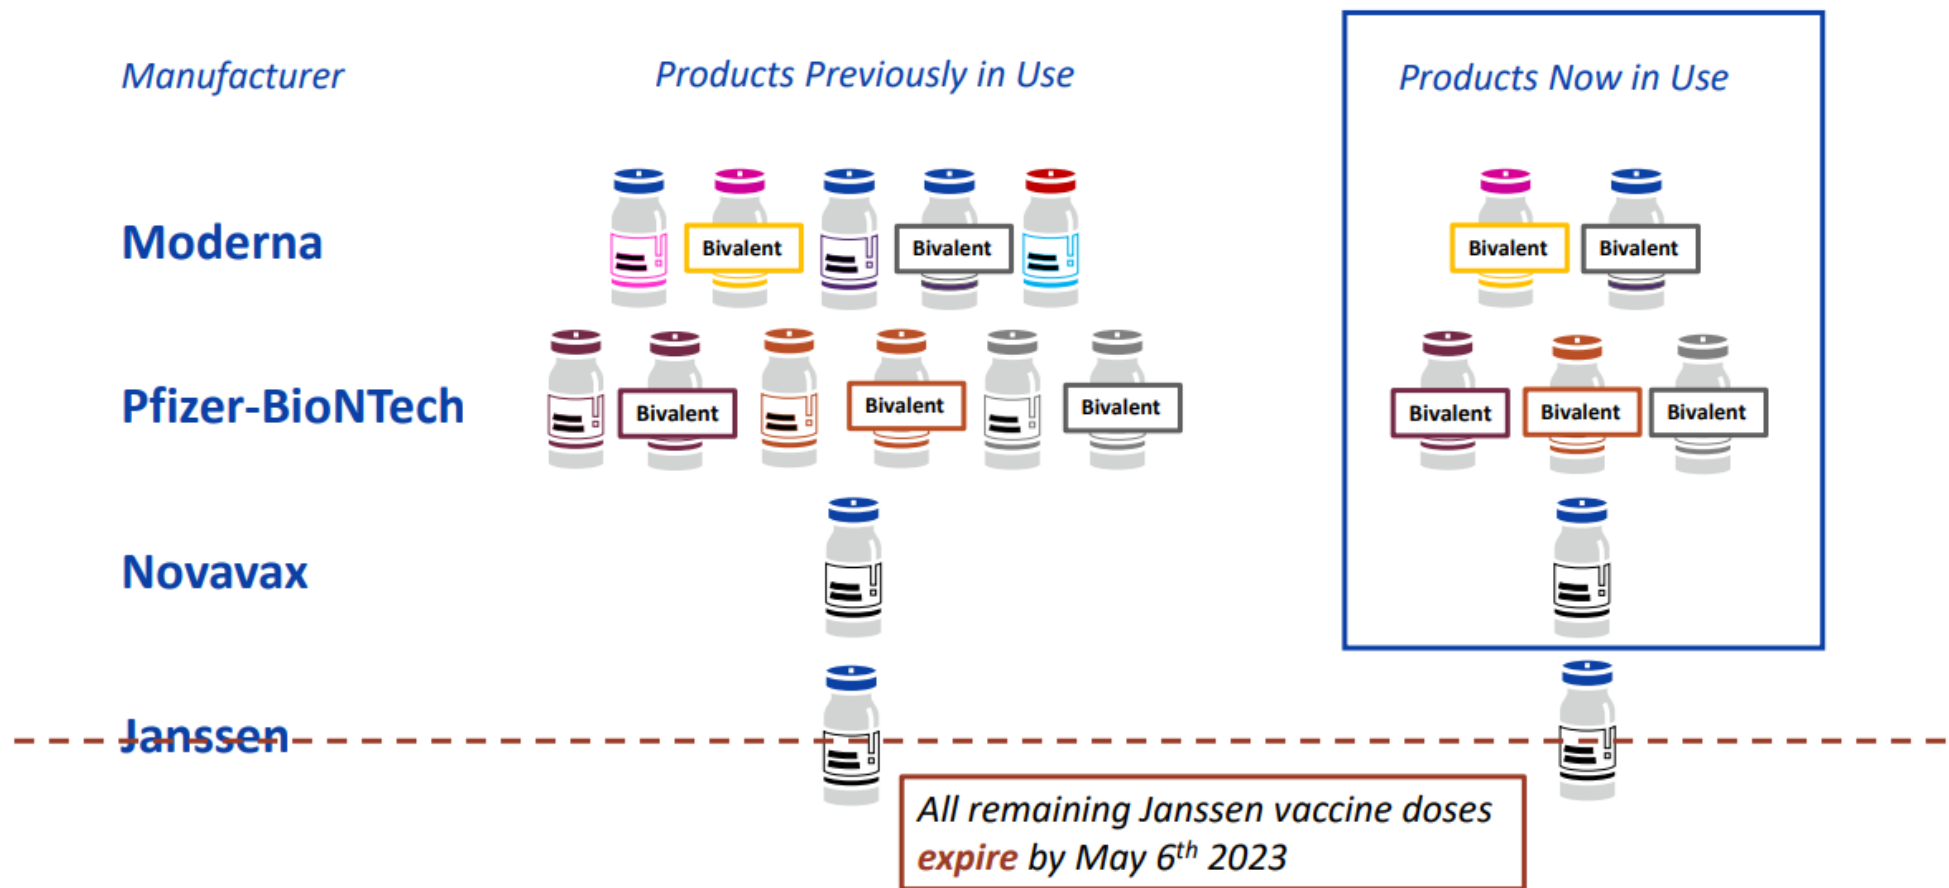 Manufacturer
Products Previously in Use
Products Now in Use
Moderna
Bivalent
Bivalent
Bivalent
Bivalent
Pfizer-BioNTech
Bivalent
Bivalent
Bivalent
Bivalent
Bivalent
Bivalent
Novavax
Janssen
All remaining Janssen vaccine doses
expire by May 6th 2023